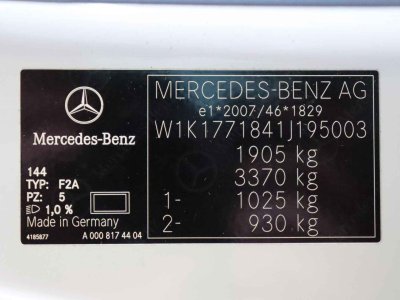 Mercedes-Benz
144
TYP: F2A
PZ: 5
1,0 %
Made in Germany
4185877
A 000 817 44 04
MERCEDES-BENZ AG
e1*2007/46*1829
W1K1771841J195003
1905 kg
3370 kg
1- 1025 kg
2- 930 kg